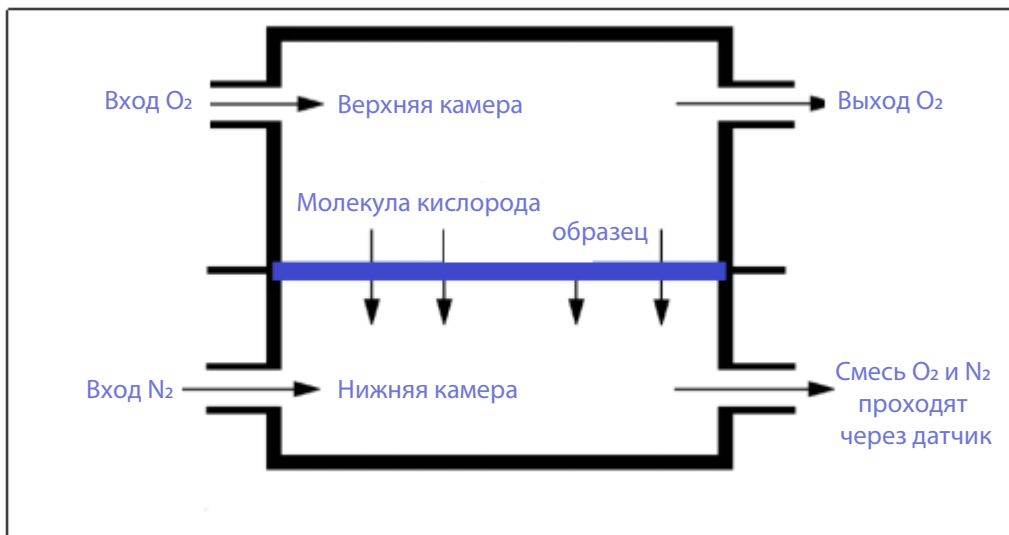 Вход O₂
Верхняя камера
Выход O₂
Молекула кислорода
образец
Вход N₂
Нижняя камера
Смесь O₂ и N₂
проходят
через датчик